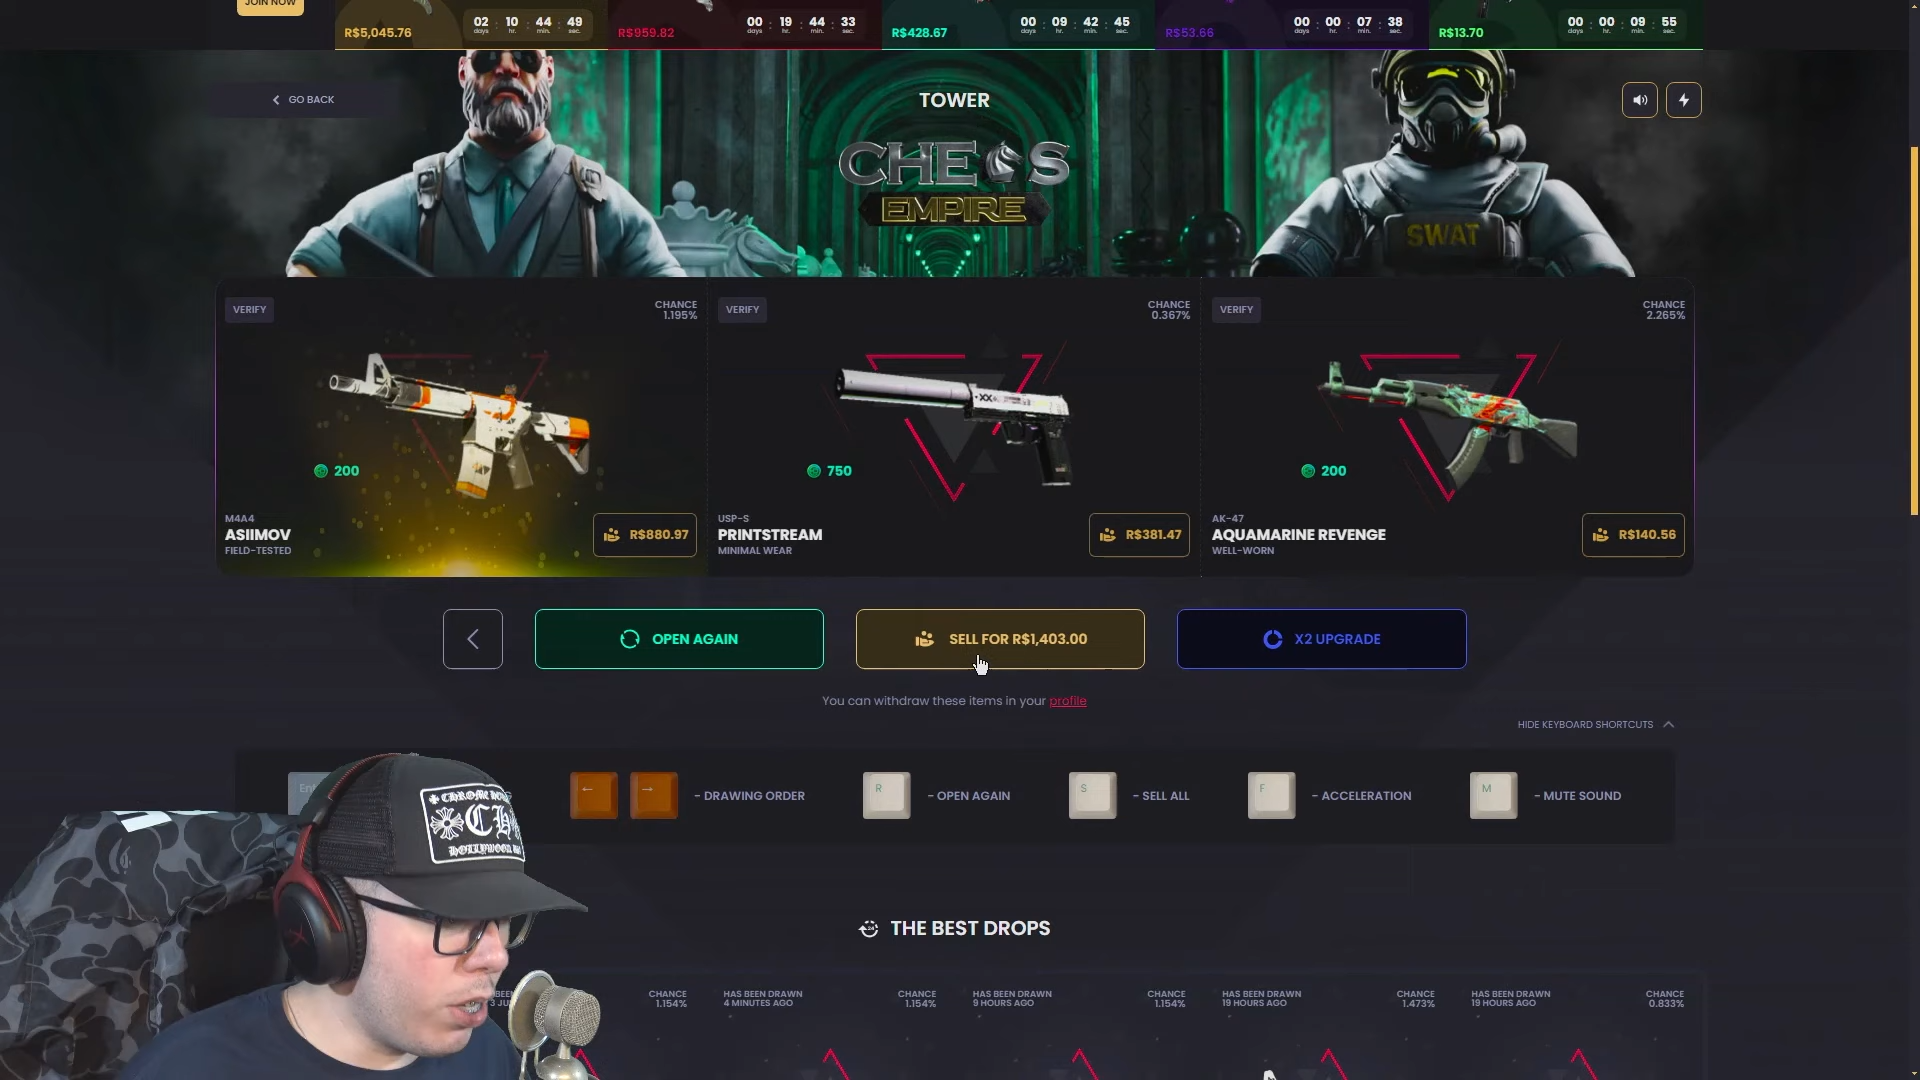 JOIN NOW
R$5,045.76
02 : 10 : 44 : 49
days hr. min. sec.
R$959.82
00 : 19 : 44 : 33
days hr. min. sec.
R$428.67
00 : 09 : 42 : 45
days hr. min. sec.
R$53.66
00 : 00 : 07 : 38
days hr. min. sec.
R$13.70
00 : 00 : 09 : 55
days hr. min. sec.
GO BACK
TOWER
CHESS
EMPIRE
SWAT
VERIFY
CHANCE
1.195%
200
M4A4
ASIIMOV
FIELD-TESTED
R$880.97
VERIFY
CHANCE
0.367%
750
USP-S
PRINTSTREAM
MINIMAL WEAR
R$381.47
VERIFY
CHANCE
2.265%
200
AK-47
AQUAMARINE REVENGE
WELL-WORN
R$140.56
OPEN AGAIN
SELL FOR R$1,403.00
X2 UPGRADE
You can withdraw these items in your profile
HIDE KEYBOARD SHORTCUTS
← → - DRAWING ORDER
R - OPEN AGAIN
S - SELL ALL
F - ACCELERATION
M - MUTE SOUND
CHROME
CH
HOLLYWOOD
THE BEST DROPS
CHANCE
1.154%
HAS BEEN DRAWN
4 MINUTES AGO
CHANCE
1.154%
HAS BEEN DRAWN
9 HOURS AGO
CHANCE
1.154%
HAS BEEN DRAWN
19 HOURS AGO
CHANCE
1.473%
HAS BEEN DRAWN
19 HOURS AGO
CHANCE
0.833%